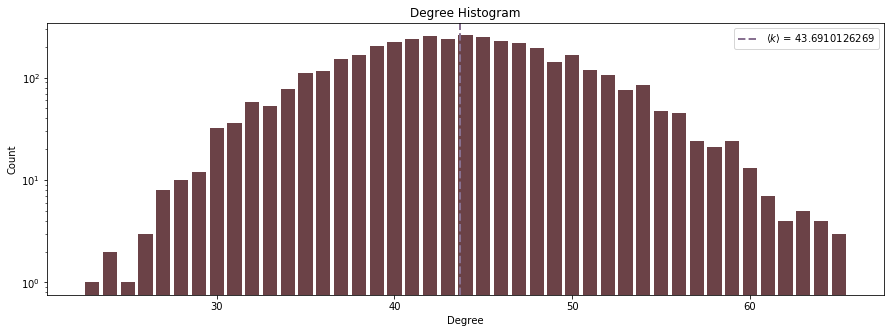 Degree Histogram
⟨k⟩ = 43.6910126269
Count
10²
10¹
10⁰
30 40 50 60
Degree